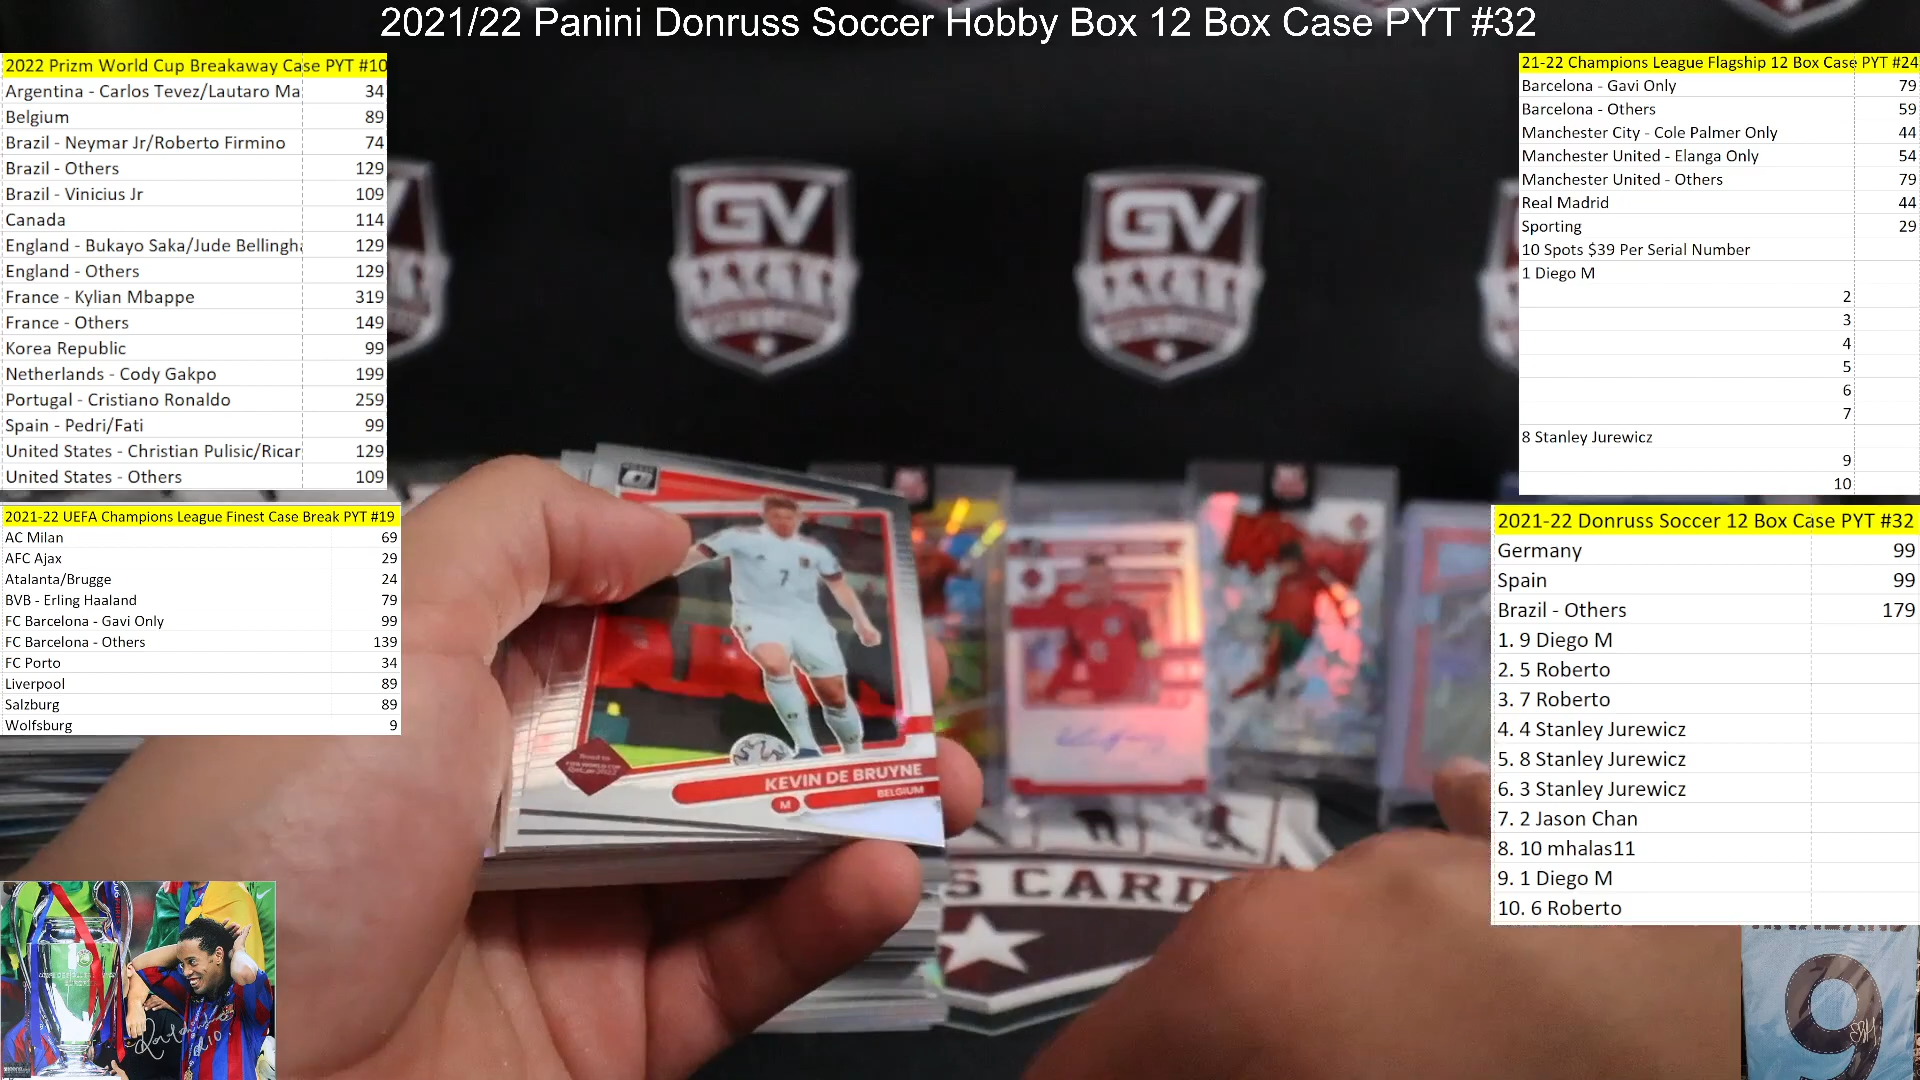 2021/22 Panini Donruss Soccer Hobby Box 12 Box Case PYT #32
2022 Prizm World Cup Breakaway Case PYT #10
Argentina - Carlos Tevez/Lautaro Ma 34
Belgium 89
Brazil - Neymar Jr/Roberto Firmino 74
Brazil - Others 129
Brazil - Vinicius Jr 109
Canada 114
England - Bukayo Saka/Jude Bellingha 129
England - Others 129
France - Kylian Mbappe 319
France - Others 149
Korea Republic 99
Netherlands - Cody Gakpo 199
Portugal - Cristiano Ronaldo 259
Spain - Pedri/Fati 99
United States - Christian Pulisic/Ricar 129
United States - Others 109
2021-22 UEFA Champions League Finest Case Break PYT #19
AC Milan 69
AFC Ajax 29
Atalanta/Brugge 24
BVB - Erling Haaland 79
FC Barcelona - Gavi Only 99
FC Barcelona - Others 139
FC Porto 34
Liverpool 89
Salzburg 89
Wolfsburg 9
21-22 Champions League Flagship 12 Box Case PYT #24
Barcelona - Gavi Only 79
Barcelona - Others 59
Manchester City - Cole Palmer Only 44
Manchester United - Elanga Only 54
Manchester United - Others 79
Real Madrid 44
Sporting 29
10 Spots $39 Per Serial Number
1 Diego M
2
3
4
5
6
7
8 Stanley Jurewicz
9
10
2021-22 Donruss Soccer 12 Box Case PYT #32
Germany 99
Spain 99
Brazil - Others 179
1. 9 Diego M
2. 5 Roberto
3. 7 Roberto
4. 4 Stanley Jurewicz
5. 8 Stanley Jurewicz
6. 3 Stanley Jurewicz
7. 2 Jason Chan
8. 10 mhalas11
9. 1 Diego M
10. 6 Roberto
GV
GV
7
KEVIN DE BRUYNE
M BELGIUM
S CARD
9